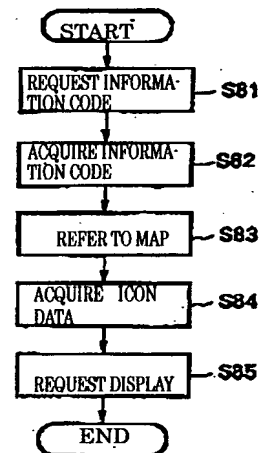 START
REQUEST INFORMA-
TION CODE
S81
ACQUIRE INFORMA-
TION CODE
S82
REFER TO MAP
S83
ACQUIRE ICON
DATA
S84
REQUEST DISPLAY
S85
END